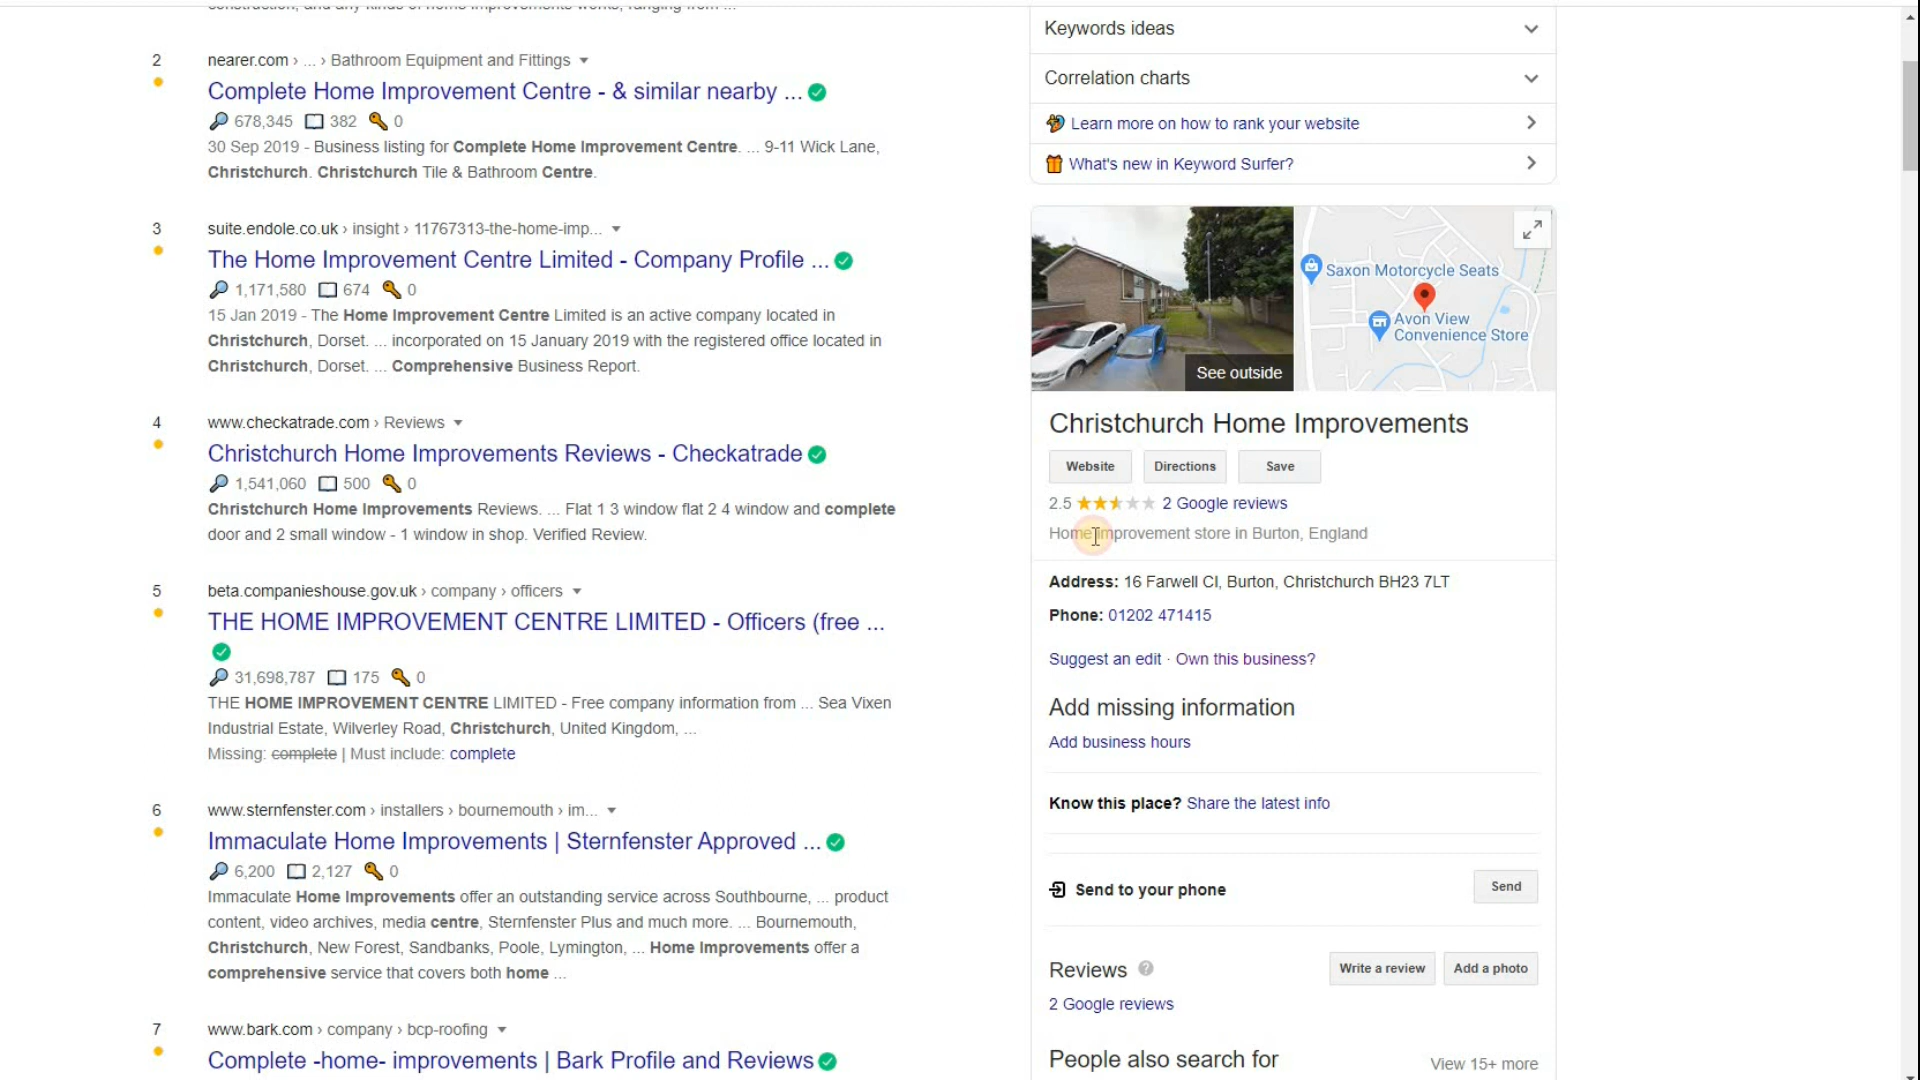 construction, and any kinds of home improvements works, ranging from ...
2
nearer.com › ... › Bathroom Equipment and Fittings
Complete Home Improvement Centre - & similar nearby ...
678,345 382 0
30 Sep 2019 - Business listing for Complete Home Improvement Centre. ... 9-11 Wick Lane,
Christchurch. Christchurch Tile & Bathroom Centre.
3
suite.endole.co.uk › insight › 11767313-the-home-imp...
The Home Improvement Centre Limited - Company Profile ...
1,171,580 674 0
15 Jan 2019 - The Home Improvement Centre Limited is an active company located in
Christchurch, Dorset. ... incorporated on 15 January 2019 with the registered office located in
Christchurch, Dorset. ... Comprehensive Business Report.
4
www.checkatrade.com › Reviews
Christchurch Home Improvements Reviews - Checkatrade
1,541,060 500 0
Christchurch Home Improvements Reviews. ... Flat 1 3 window flat 2 4 window and complete
door and 2 small window - 1 window in shop. Verified Review.
5
beta.companieshouse.gov.uk › company › officers
THE HOME IMPROVEMENT CENTRE LIMITED - Officers (free ...
31,698,787 175 0
THE HOME IMPROVEMENT CENTRE LIMITED - Free company information from ... Sea Vixen
Industrial Estate, Wilverley Road, Christchurch, United Kingdom, ...
Missing: complete | Must include: complete
6
www.sternfenster.com › installers › bournemouth › im...
Immaculate Home Improvements | Sternfenster Approved ...
6,200 2,127 0
Immaculate Home Improvements offer an outstanding service across Southbourne, ... product
content, video archives, media centre, Sternfenster Plus and much more. ... Bournemouth,
Christchurch, New Forest, Sandbanks, Poole, Lymington, ... Home Improvements offer a
comprehensive service that covers both home ...
7
www.bark.com › company › bcp-roofing
Complete -home- improvements | Bark Profile and Reviews
Keywords ideas
Correlation charts
Learn more on how to rank your website
What's new in Keyword Surfer?
See outside
Saxon Motorcycle Seats
Avon View
Convenience Store
Christchurch Home Improvements
Website Directions Save
2.5 2 Google reviews
Home improvement store in Burton, England
Address: 16 Farwell Cl, Burton, Christchurch BH23 7LT
Phone: 01202 471415
Suggest an edit · Own this business?
Add missing information
Add business hours
Know this place? Share the latest info
Send to your phone Send
Reviews ? Write a review Add a photo
2 Google reviews
People also search for View 15+ more